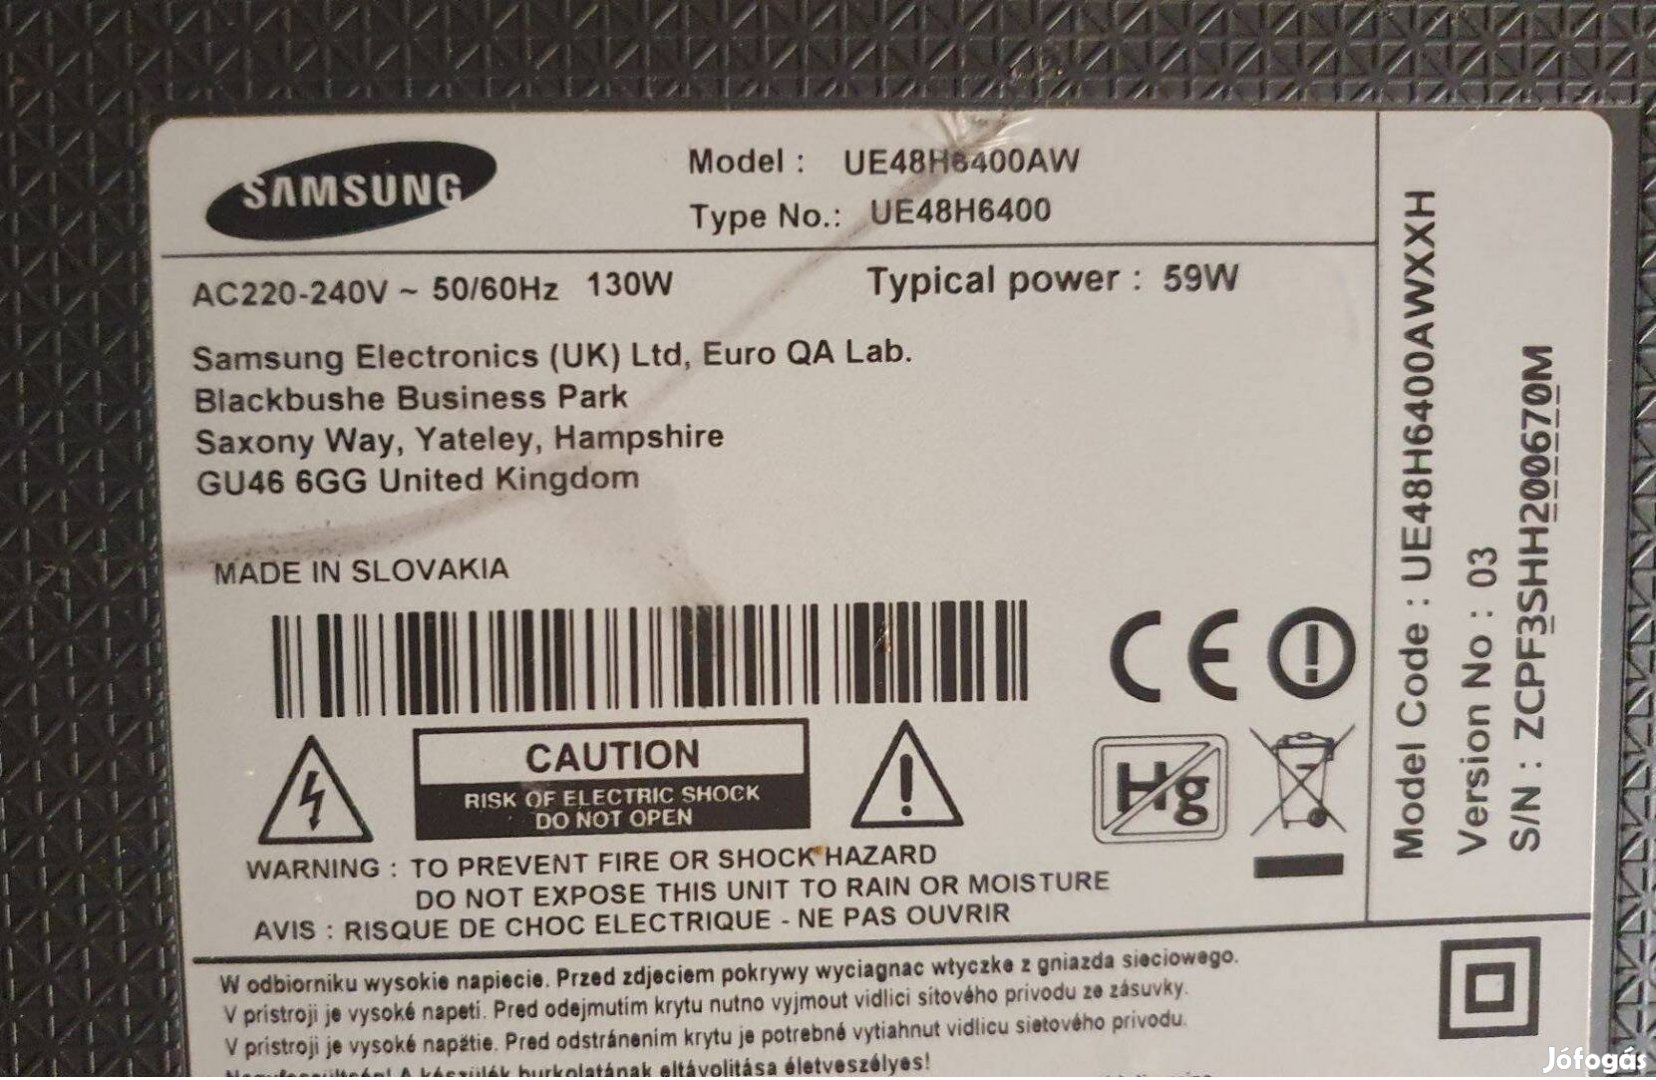 SAMSUNG
Model : UE48H6400AW
Type No.: UE48H6400
AC220-240V ~ 50/60Hz 130W
Typical power : 59W
Samsung Electronics (UK) Ltd, Euro QA Lab.
Blackbushe Business Park
Saxony Way, Yateley, Hampshire
GU46 6GG United Kingdom
MADE IN SLOVAKIA
CE
Hg
CAUTION
RISK OF ELECTRIC SHOCK
DO NOT OPEN
WARNING : TO PREVENT FIRE OR SHOCK HAZARD
DO NOT EXPOSE THIS UNIT TO RAIN OR MOISTURE
AVIS : RISQUE DE CHOC ELECTRIQUE - NE PAS OUVRIR
Model Code : UE48H6400AWXXH
Version No : 03
S/N : ZCPF3SHH200670M
W odbiorniku wysokie napiecie. Przed zdjeciem pokrywy wyciagnac wtyczke z gniazda sieciowego.
V pristroji je vysoké napeti. Pred odejmutím krytu nutno vyjmout vidlici sítového privodu ze zásuvky.
V pristroji je vysoké napätie. Pred odstránením krytu je potrebné vytiahnut vidlicu sietového privodu.
A készülék burkolatának eltávolitása életveszélyes!
Jófogás